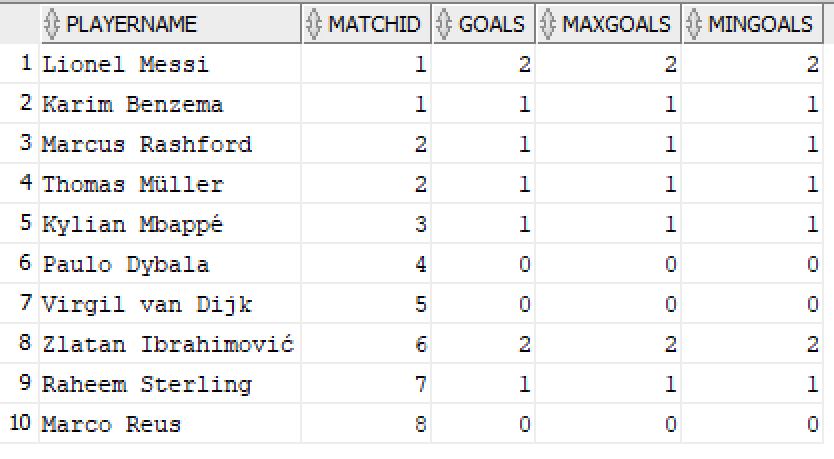 PLAYERNAME MATCHID GOALS MAXGOALS MINGOALS
1 Lionel Messi 1 2 2 2
2 Karim Benzema 1 1 1 1
3 Marcus Rashford 2 1 1 1
4 Thomas Müller 2 1 1 1
5 Kylian Mbappé 3 1 1 1
6 Paulo Dybala 4 0 0 0
7 Virgil van Dijk 5 0 0 0
8 Zlatan Ibrahimović 6 2 2 2
9 Raheem Sterling 7 1 1 1
10 Marco Reus 8 0 0 0